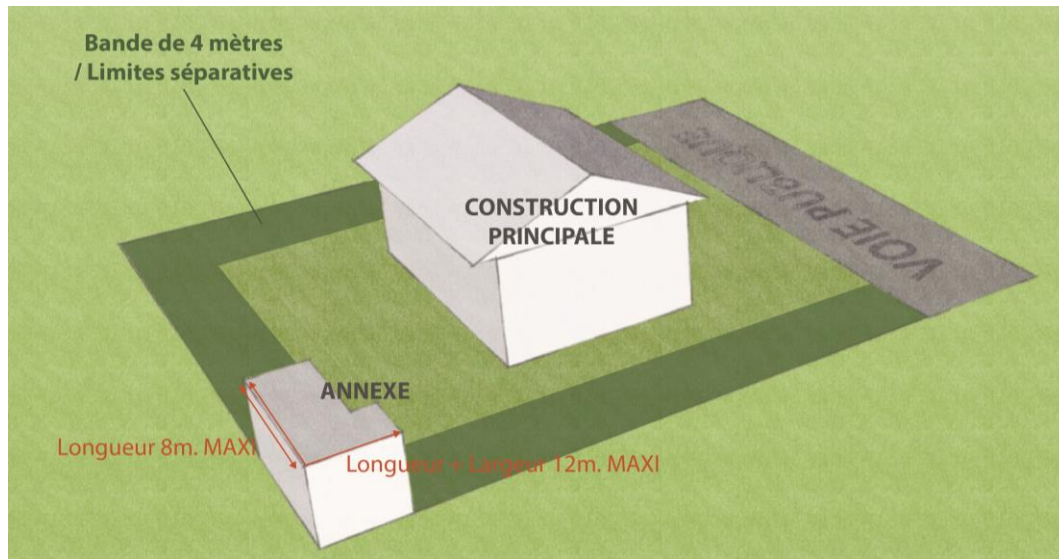 Bande de 4 mètres
/ Limites séparatives
VOIE PUBLIQUE
CONSTRUCTION
PRINCIPALE
ANNEXE
Longueur 8m. MAXI
Longueur + Largeur 12m. MAXI